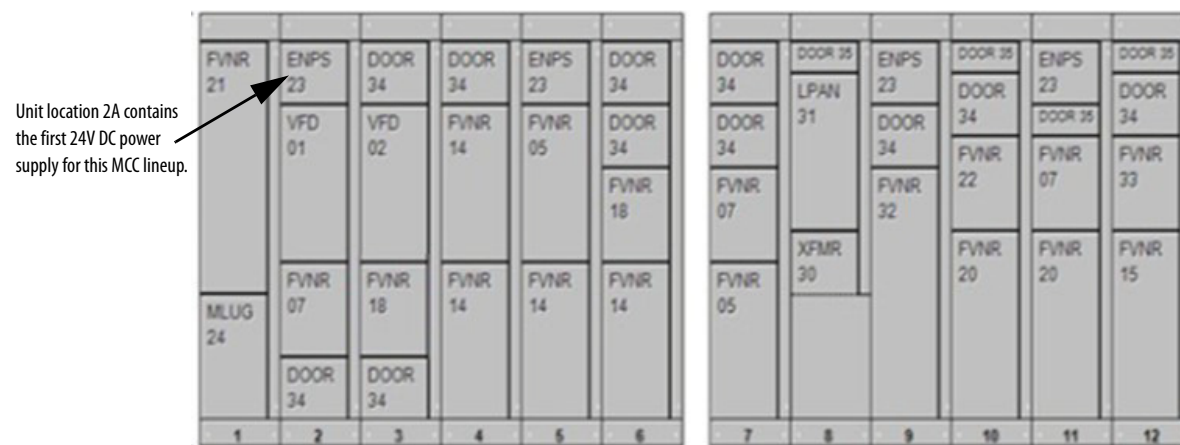 Unit location 2A contains
the first 24V DC power
supply for this MCC lineup.
FVNR
21
MLUG
24
1
ENPS
23
VFD
01
FVNR
07
DOOR
34
2
DOOR
34
VFD
02
FVNR
18
DOOR
34
3
DOOR
34
FVNR
14
FVNR
14
4
ENPS
23
FVNR
05
FVNR
14
5
DOOR
34
DOOR
34
FVNR
18
FVNR
14
6
DOOR
34
DOOR
34
FVNR
07
FVNR
05
7
DOOR 35
LPAN
31
XFMR
30
8
ENPS
23
DOOR
34
FVNR
32
9
DOOR 35
DOOR
34
FVNR
22
FVNR
20
10
ENPS
23
DOOR 35
FVNR
07
FVNR
20
11
DOOR 35
DOOR
34
FVNR
33
FVNR
15
12